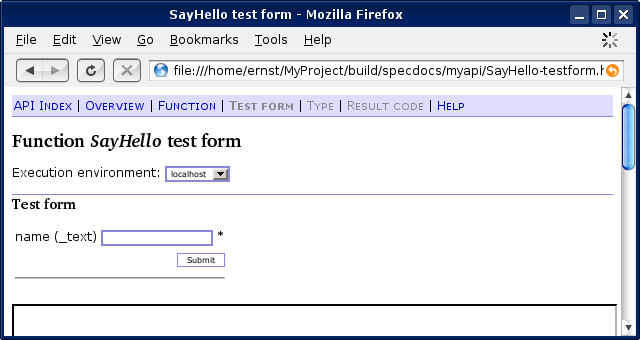 SayHello test form - Mozilla Firefox
File Edit View Go Bookmarks Tools Help
file:///home/ernst/MyProject/build/specdocs/myapi/SayHello-testform.h
API Index | Overview | Function | Test form | Type | Result code | Help
Function SayHello test form
Execution environment: localhost
Test form
name (_text) *
Submit